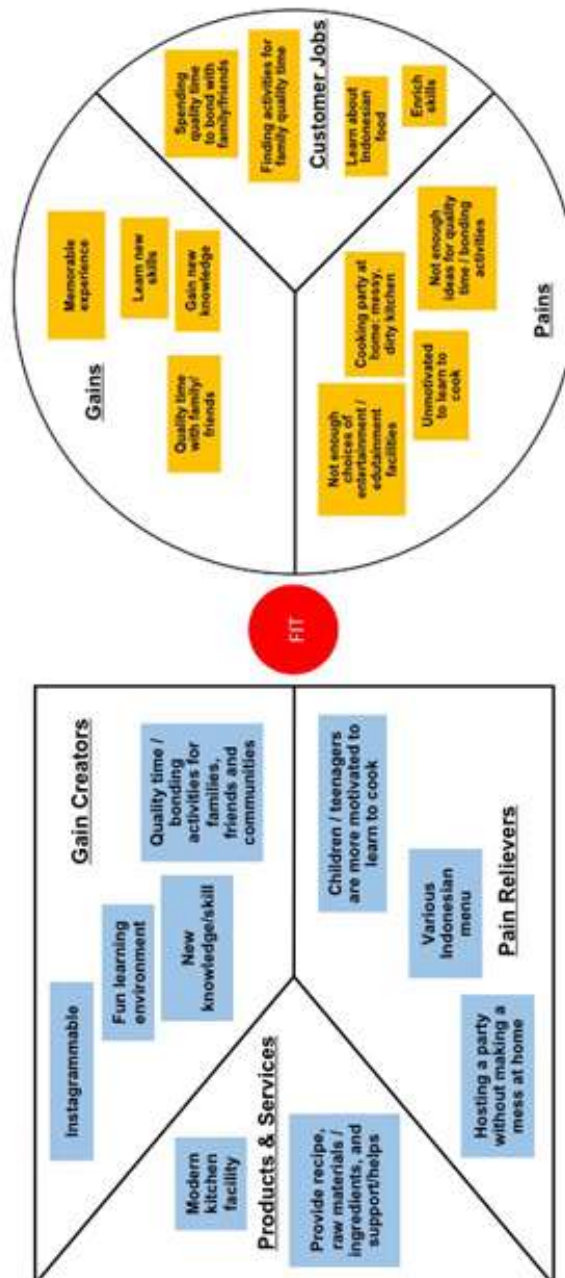 Gain Creators
Instagrammable
Fun learning
environment
New
knowledge/skill
Quality time /
bonding
activities for
families,
friends and
communities
Products & Services
Modern
kitchen
facility
Provide recipe,
raw materials /
ingredients, and
support/helps
Pain Relievers
Children / teenagers
are more motivated to
learn to cook
Various
Indonesian
menu
Hosting a party
without making a
mess at home
FIT
Gains
Memorable
experience
Learn new
skills
Gain new
knowledge
Quality time
with family/
friends
Customer Jobs
Spending
quality time
to bond with
family/friends
Finding activities for
family quality time
Learn about
Indonesian
food
Enrich
skills
Pains
Cooking party at
home: messy,
dirty kitchen
Not enough
ideas for quality
time / bonding
activities
Not enough
choices of
entertainment /
edutainment
facilities
Unmotivated
to learn to
cook